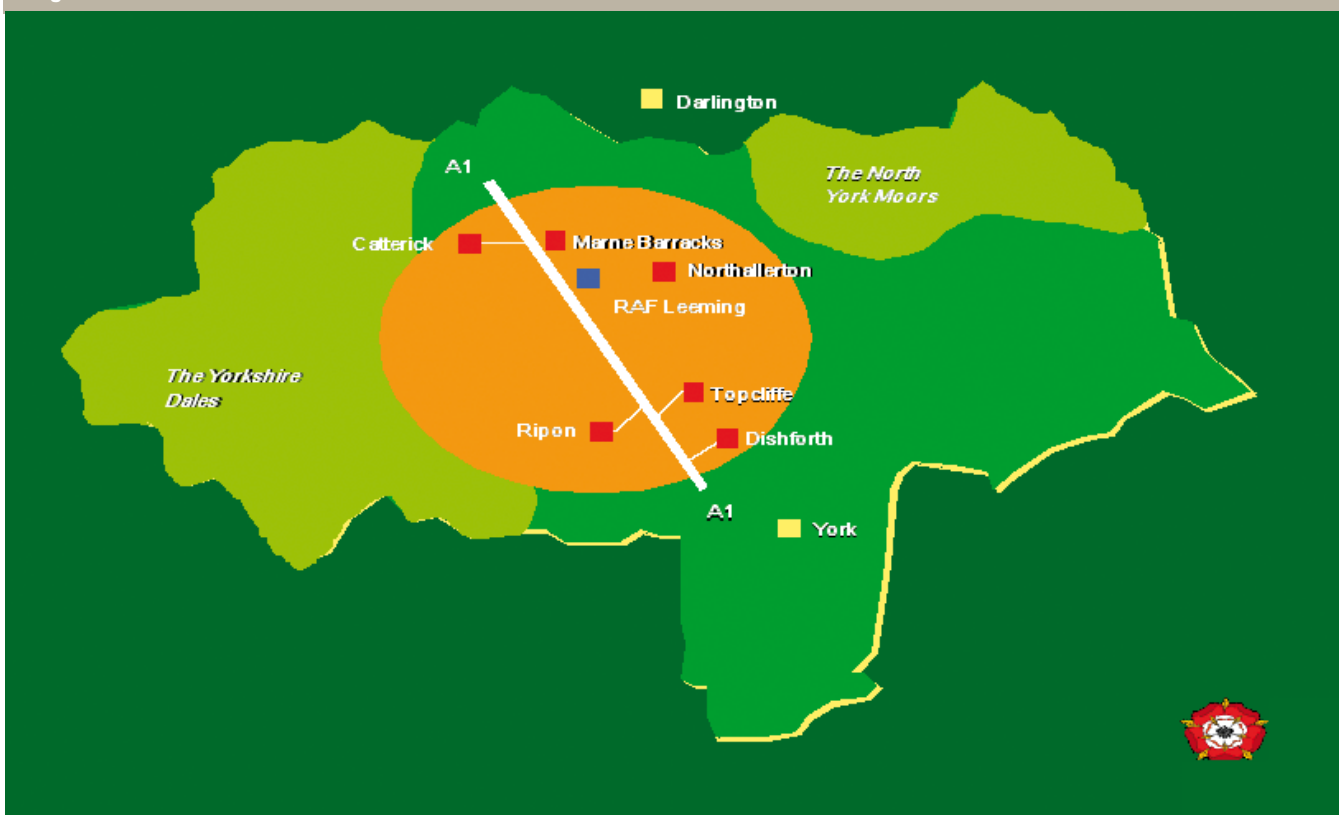 Darlington
A1
The North
York Moors
Catterick
Marne Barracks
Northallerton
RAF Leeming
The Yorkshire
Dales
Topcliffe
Ripon
Dishforth
A1
York